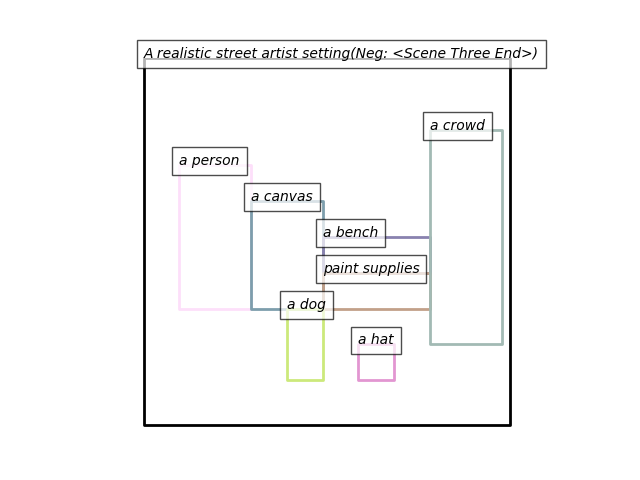 A realistic street artist setting(Neg: <Scene Three End>)
a crowd
a person
a canvas
a bench
paint supplies
a dog
a hat